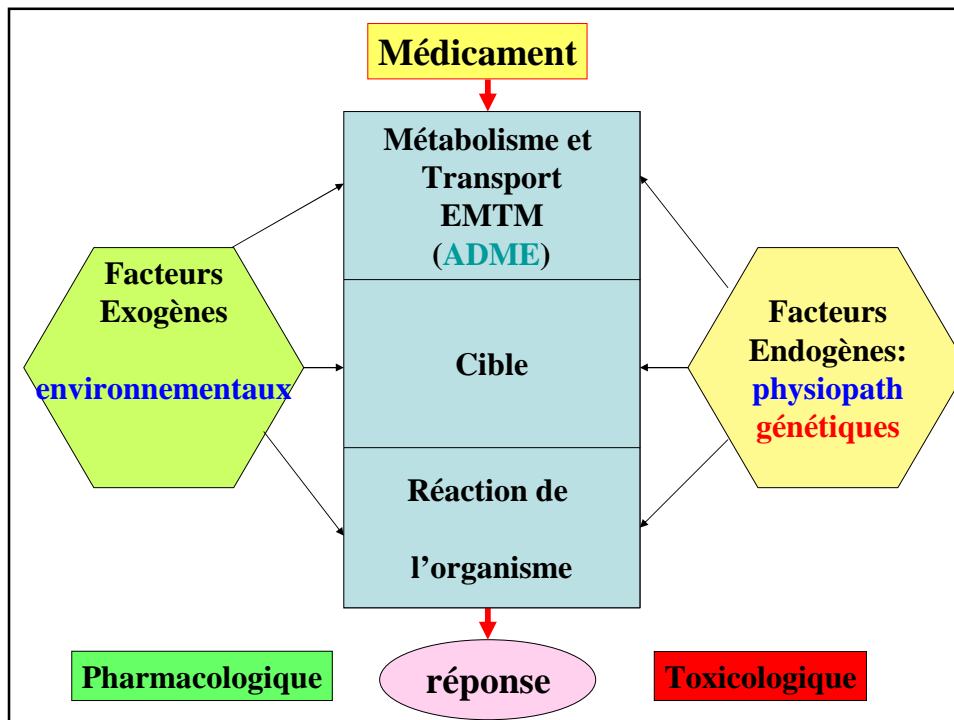 Médicament
Métabolisme et
Transport
EMTM
(ADME)
Facteurs
Exogènes
environnementaux
Cible
Facteurs
Endogènes:
physiopath
génétiques
Réaction de
l’organisme
Pharmacologique
réponse
Toxicologique